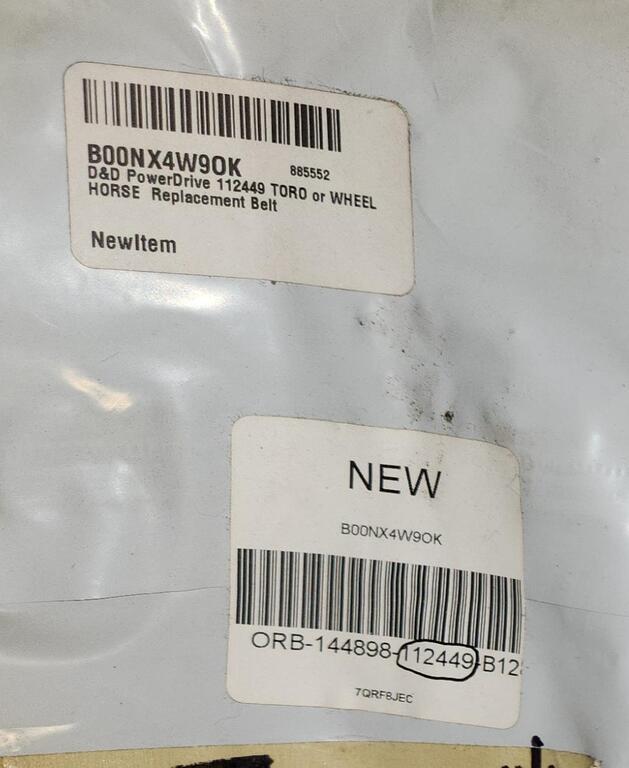 B00NX4W9OK 885552
D&D PowerDrive 112449 TORO or WHEEL
HORSE Replacement Belt
NewItem
NEW
B00NX4W9OK
ORB-144898-112449-B12
7QRF8JEC